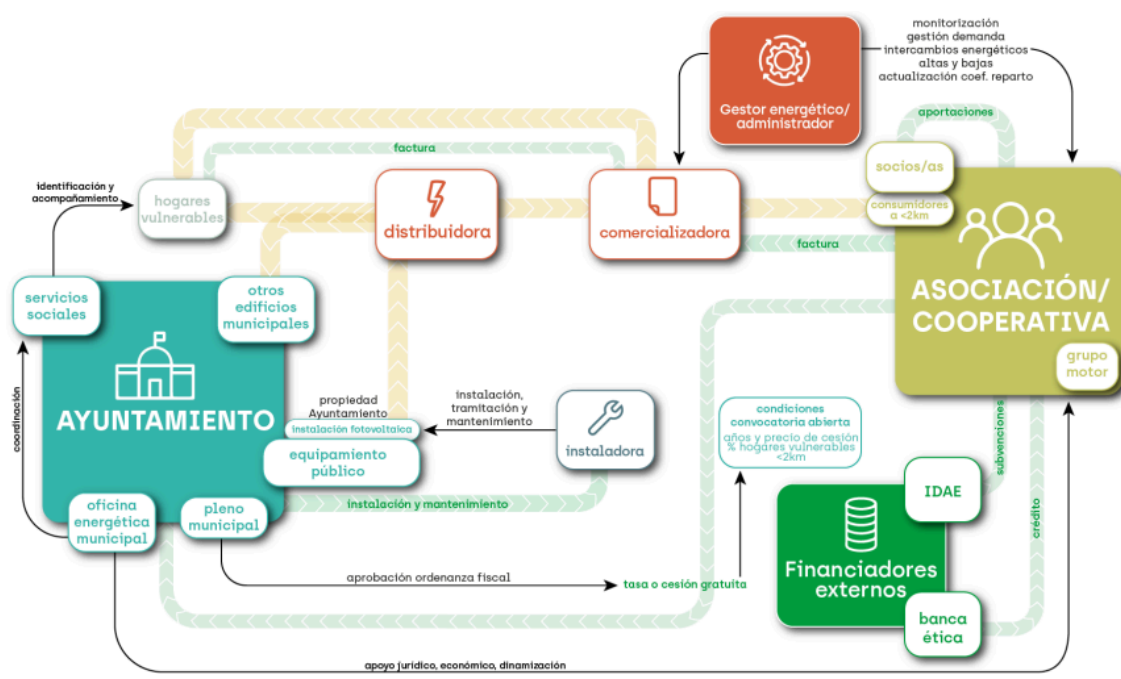 monitorización
gestión demanda
intercambios energéticos
altas y bajas
actualización coef. reparto
Gestor energético/
administrador
aportaciones
factura
socios/as
identificación y
acompañamiento
hogares
vulnerables
distribuidora
comercializadora
consumidores
a <2km
factura
servicios
sociales
otros
edificios
municipales
ASOCIACIÓN/
COOPERATIVA
grupo
motor
coordinación
AYUNTAMIENTO
propiedad
Ayuntamiento
instalación fotovoltaica
equipamiento
público
instalación,
tramitación y
mantenimiento
instaladora
condiciones
convocatoria abierta
años y precio de cesión
% hogares vulnerables
<2km
subvenciones
IDAE
crédito
oficina
energética
municipal
pleno
municipal
instalación y mantenimiento
Financiadores
externos
aprobación ordenanza fiscal
tasa o cesión gratuíta
banca
ética
apoyo jurídico, económico, dinamización